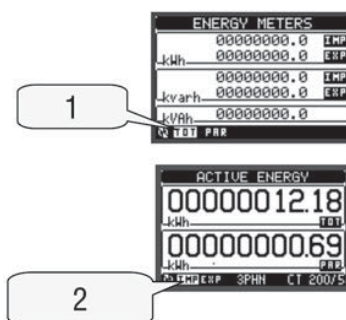 ENERGY METERS
00000000.0 IMP
kWh 00000000.0 EXP
00000000.0 IMP
kvarh 00000000.0 EXP
kVAh 00000000.0
TOT PAR
1
ACTIVE ENERGY
00000012.18
kWh TOT
00000000.69
kWh PAR
IMP EXP 3PHN CT 200/5
2